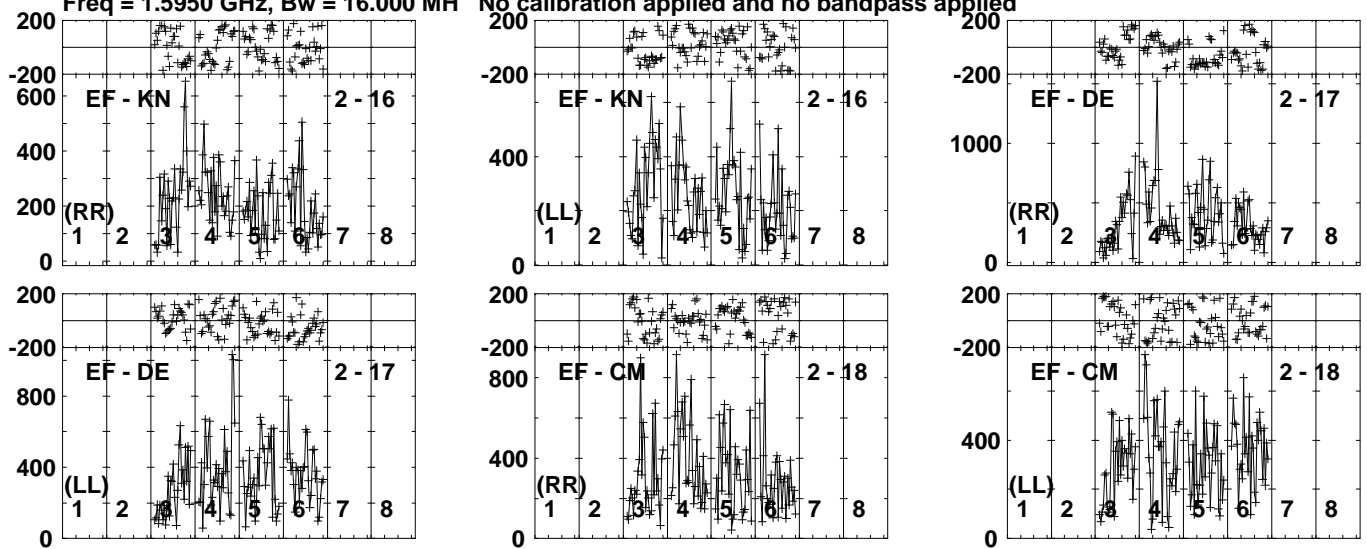 Freq = 1.5950 GHz, Bw = 16.000 MH No calibration applied and no bandpass applied
200 200 200
-200 -200 -200
EF - KN 2 - 16 EF - KN 2 - 16 EF - DE 2 - 17
600
400 400 1000
200
(RR) (LL) (RR)
1 2 3 4 5 6 7 8 1 2 3 4 5 6 7 8 1 2 3 4 5 6 7 8
0 0 0
200 200 200
-200 -200 -200
EF - DE 2 - 17 EF - CM 2 - 18 EF - CM 2 - 18
800 800
400 400 400
(LL) (RR) (LL)
1 2 3 4 5 6 7 8 1 2 3 4 5 6 7 8 1 2 3 4 5 6 7 8
0 0 0